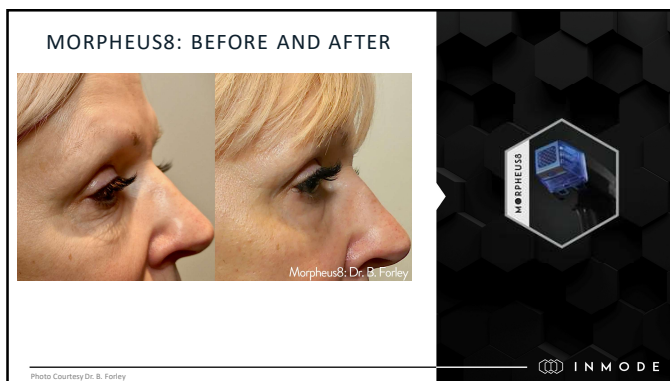 MORPHEUS8: BEFORE AND AFTER
Morpheus8: Dr. B. Forley
MORPHEUS8
Photo Courtesy Dr. B. Forley
INMODE